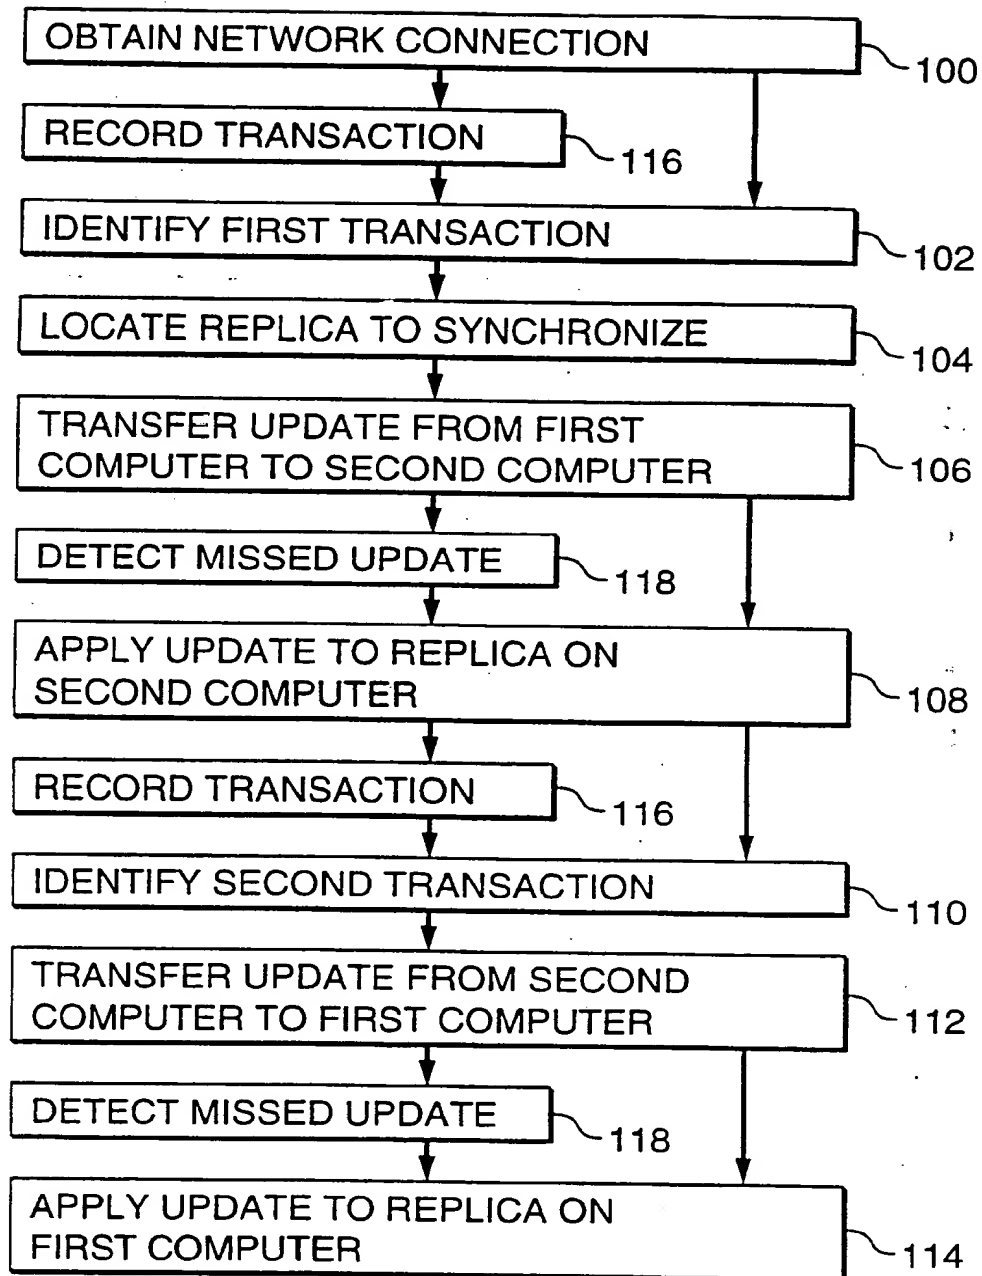 OBTAIN NETWORK CONNECTION
100
RECORD TRANSACTION
116
IDENTIFY FIRST TRANSACTION
102
LOCATE REPLICA TO SYNCHRONIZE
104
TRANSFER UPDATE FROM FIRST
COMPUTER TO SECOND COMPUTER
106
DETECT MISSED UPDATE
118
APPLY UPDATE TO REPLICA ON
SECOND COMPUTER
108
RECORD TRANSACTION
116
IDENTIFY SECOND TRANSACTION
110
TRANSFER UPDATE FROM SECOND
COMPUTER TO FIRST COMPUTER
112
DETECT MISSED UPDATE
118
APPLY UPDATE TO REPLICA ON
FIRST COMPUTER
114